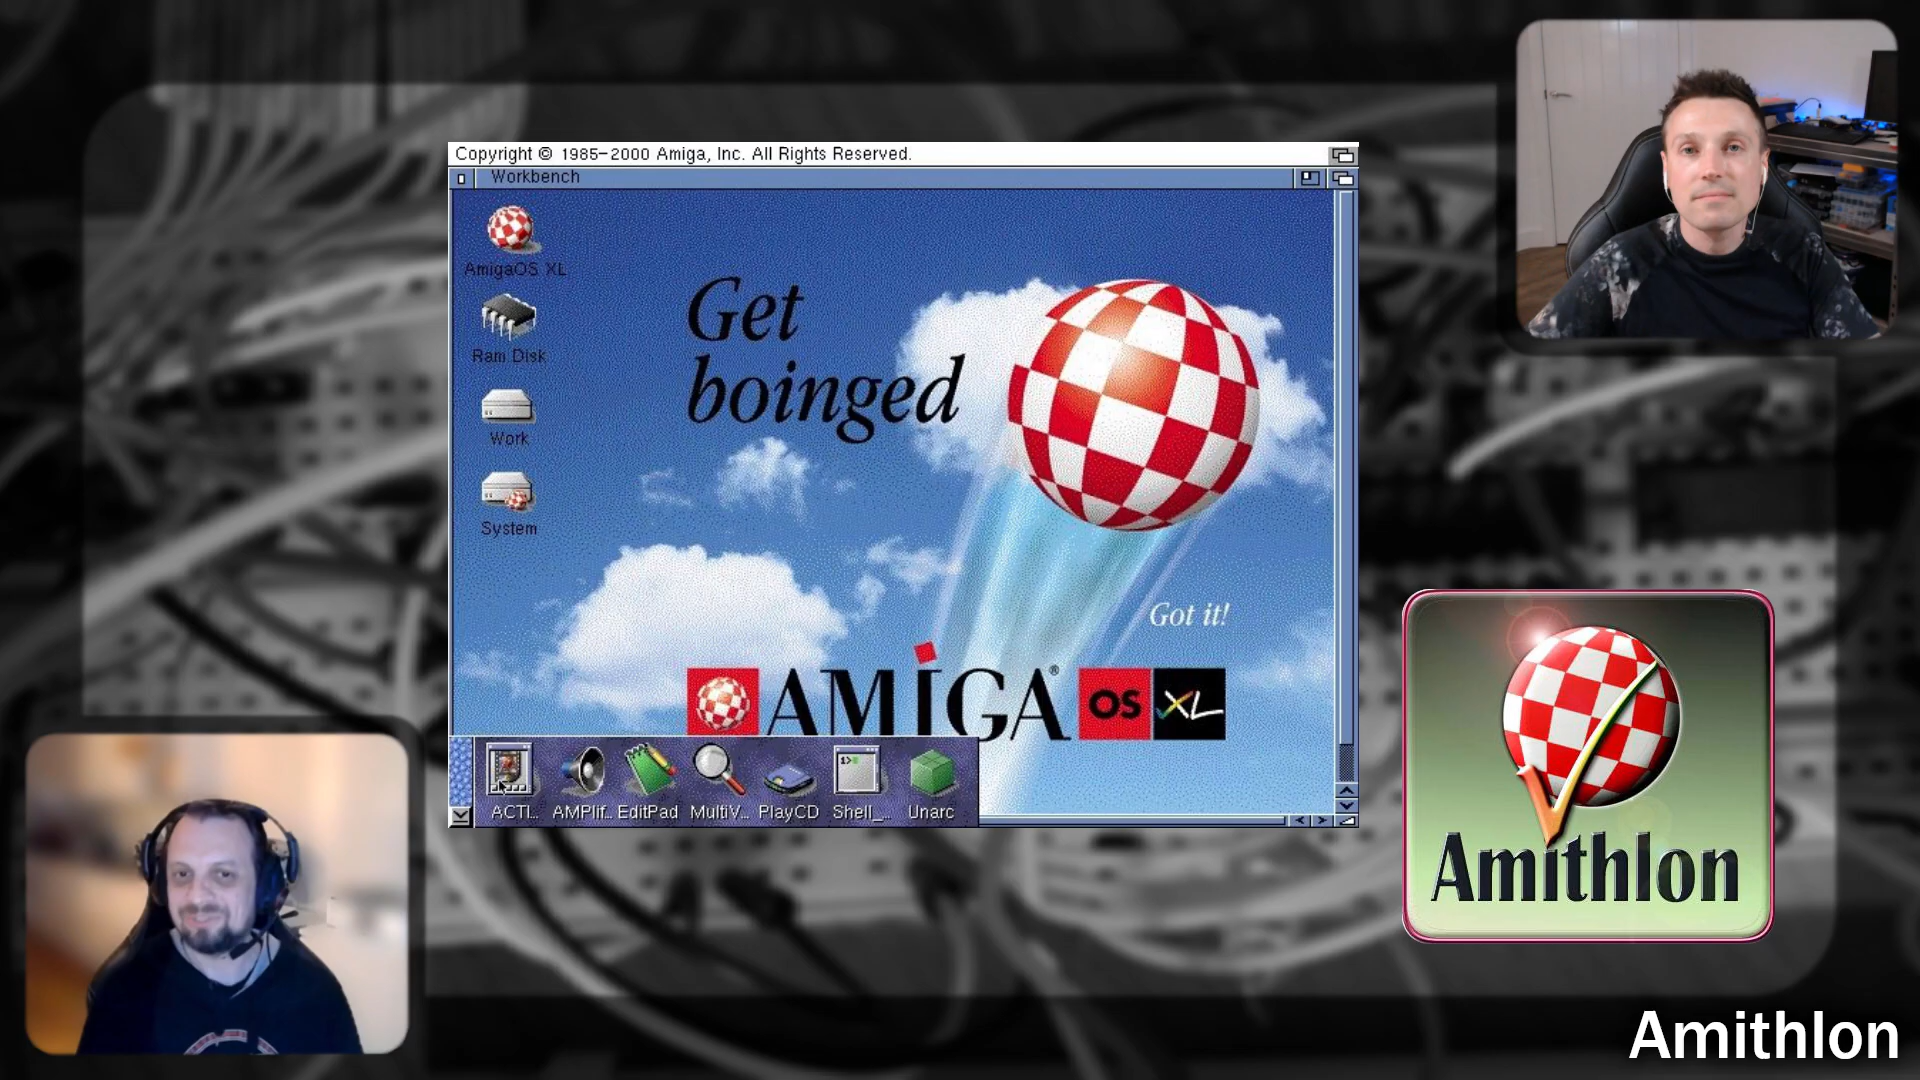 Copyright © 1985-2000 Amiga, Inc. All Rights Reserved.
Workbench
AmigaOS XL
Ram Disk
Work
System
Get
boinged
Got it!
AMIGA® OS XL
1>
ACTI... AMPlif... EditPad MultiV... PlayCD Shell_... Unarc
Amithlon
Amithlon